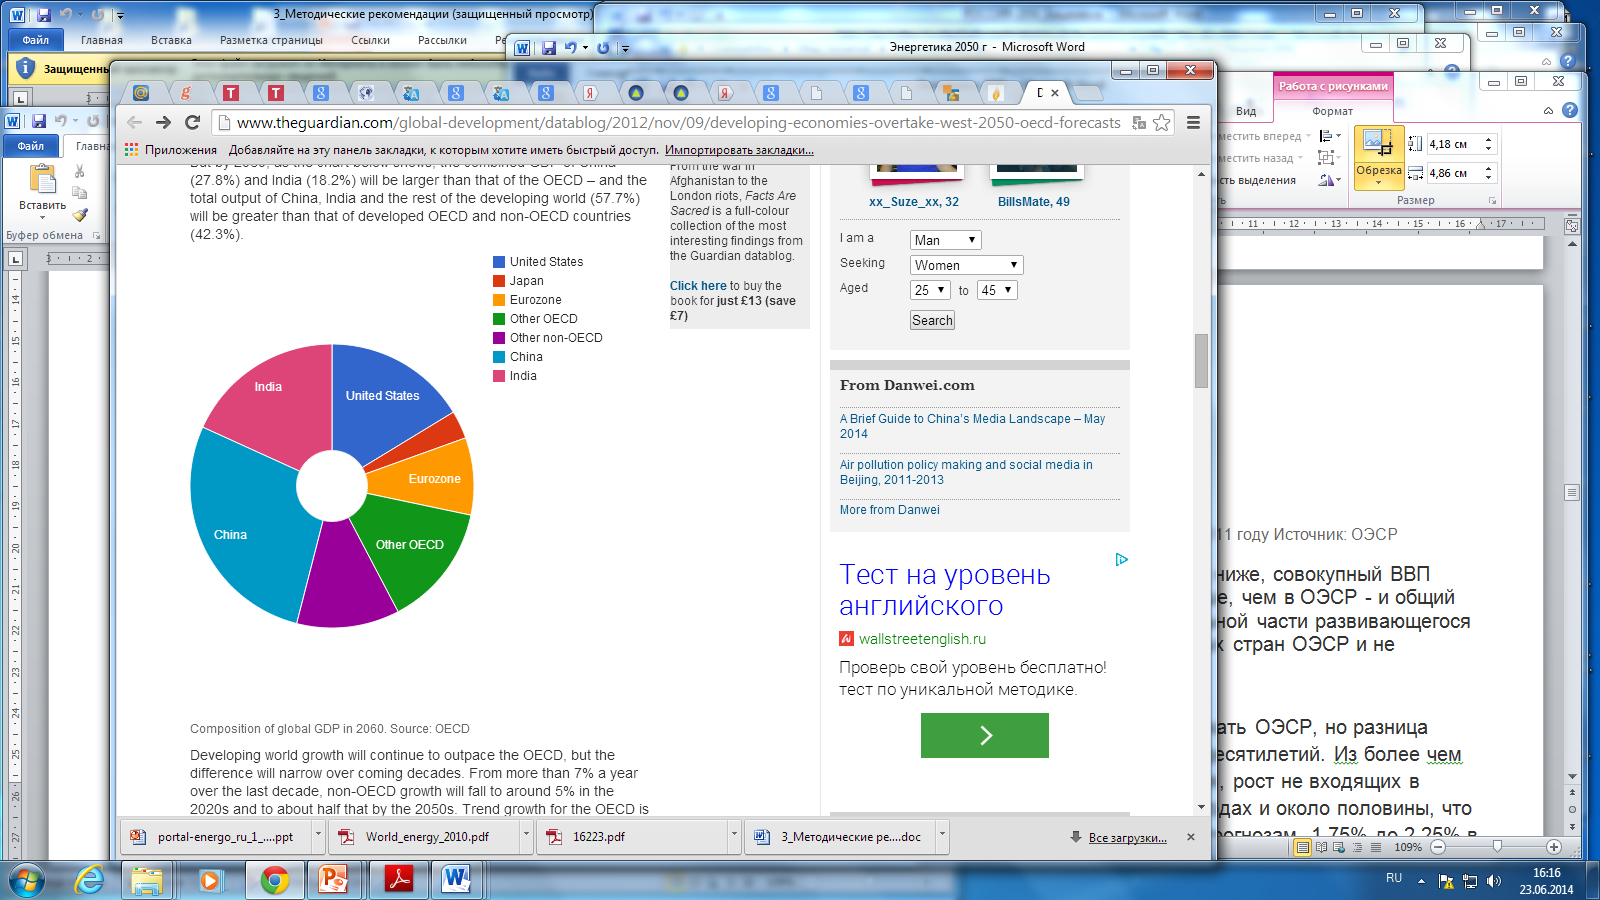 3_Методические рекомендации (защищенный просмотр)
Файл Главная Вставка Разметка страницы Ссылки Рассылки
Энергетика 2050 г - Microsoft Word
Работа с рисунками
Вид Формат
4,18 см
4,86 см
Обрезка
Размер
Файл
Вставить
Буфер обмена
www.theguardian.com/global-development/datablog/2012/nov/09/developing-economies-overtake-west-2050-oecd-forecasts
Приложения Добавляйте на эту панель закладки, к которым хотите иметь быстрый доступ. Импортировать закладки...
(27.8%) and India (18.2%) will be larger than that of the OECD – and the
total output of China, India and the rest of the developing world (57.7%)
will be greater than that of developed OECD and non-OECD countries
(42.3%).
United States
Japan
Eurozone
Other OECD
Other non-OECD
China
India
India
United States
Eurozone
China
Other OECD
Composition of global GDP in 2060. Source: OECD
Developing world growth will continue to outpace the OECD, but the
difference will narrow over coming decades. From more than 7% a year
over the last decade, non-OECD growth will fall to around 5% in the
2020s and to about half that by the 2050s. Trend growth for the OECD is
From the war in
Afghanistan to the
London riots, Facts Are
Sacred is a full-colour
collection of the most
interesting findings from
the Guardian datablog.
Click here to buy the
book for just £13 (save
£7)
xx_Suze_xx, 32 BillsMate, 49
I am a Man
Seeking Women
Aged 25 to 45
Search
From Danwei.com
A Brief Guide to China's Media Landscape – May
2014
Air pollution policy making and social media in
Beijing, 2011-2013
More from Danwei
Тест на уровень
английского
wallstreetenglish.ru
Проверь свой уровень бесплатно!
тест по уникальной методике.
11 году Источник: ОЭСР
ниже, совокупный ВВП
е, чем в ОЭСР - и общий
ной части развивающегося
х стран ОЭСР и не
ать ОЭСР, но разница
есятилетий. Из более чем
, рост не входящих в
дах и около половины, что
109%
portal-energo_ru_1_....ppt World_energy_2010.pdf 16223.pdf 3_Методические ре....doc Все загрузки...
RU 16:16
23.06.2014